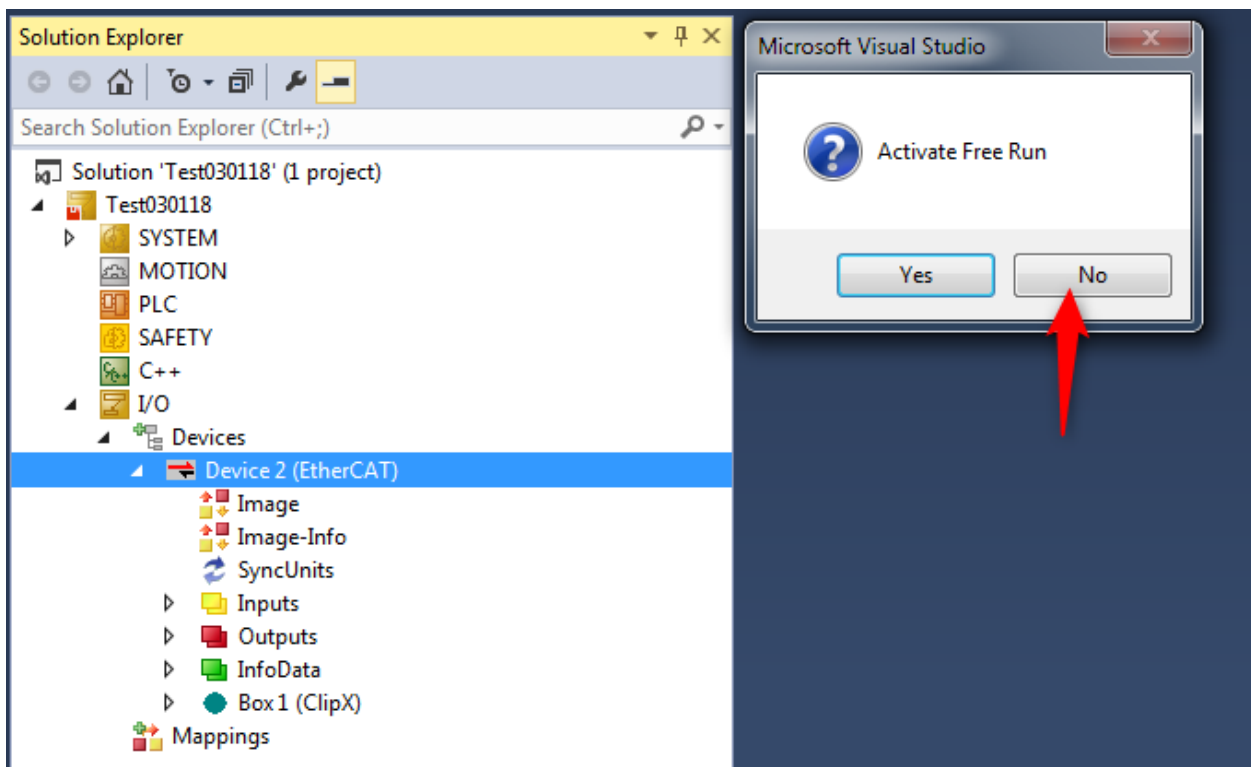 Solution Explorer
Search Solution Explorer (Ctrl+;)
Solution 'Test030118' (1 project)
Test030118
SYSTEM
MOTION
PLC
SAFETY
C++
I/O
Devices
Device 2 (EtherCAT)
Image
Image-Info
SyncUnits
Inputs
Outputs
InfoData
Box 1 (ClipX)
Mappings
Microsoft Visual Studio
Activate Free Run
Yes
No